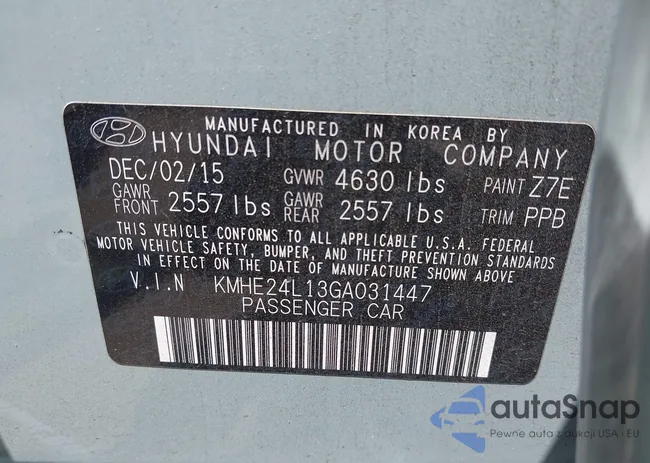 MANUFACTURED IN KOREA BY
HYUNDAI MOTOR COMPANY
DEC/02/15 GVWR 4630 lbs PAINT Z7E
GAWR FRONT 2557 lbs GAWR REAR 2557 lbs TRIM PPB
THIS VEHICLE CONFORMS TO ALL APPLICABLE U.S.A. FEDERAL
MOTOR VEHICLE SAFETY, BUMPER, AND THEFT PREVENTION STANDARDS
IN EFFECT ON THE DATE OF MANUFACTURE SHOWN ABOVE
V.I.N KMHE24L13GA031447
PASSENGER CAR
autaSnap
Pewne auta z aukcji USA i EU